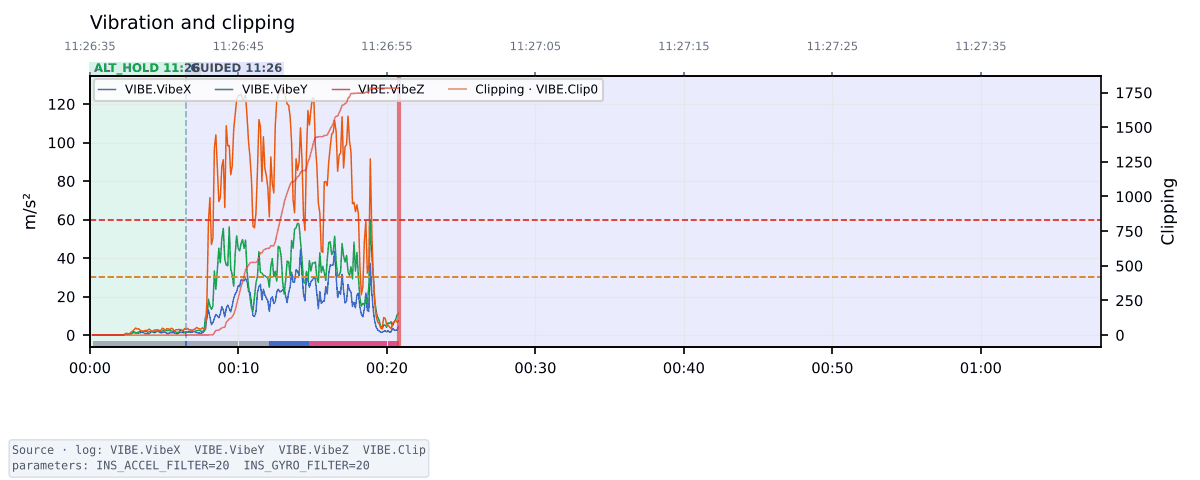 Vibration and clipping
11:26:35 11:26:45 11:26:55 11:27:05 11:27:15 11:27:25 11:27:35
ALT_HOLD 11:26 GUIDED 11:26
VIBE.VibeX VIBE.VibeY VIBE.VibeZ Clipping · VIBE.Clip0
120 1750
100 1500
80 1250
60 1000
40 750
20 500
0 250
0
m/s²
Clipping
00:00 00:10 00:20 00:30 00:40 00:50 01:00
Source · log: VIBE.VibeX VIBE.VibeY VIBE.VibeZ VIBE.Clip
parameters: INS_ACCEL_FILTER=20 INS_GYRO_FILTER=20